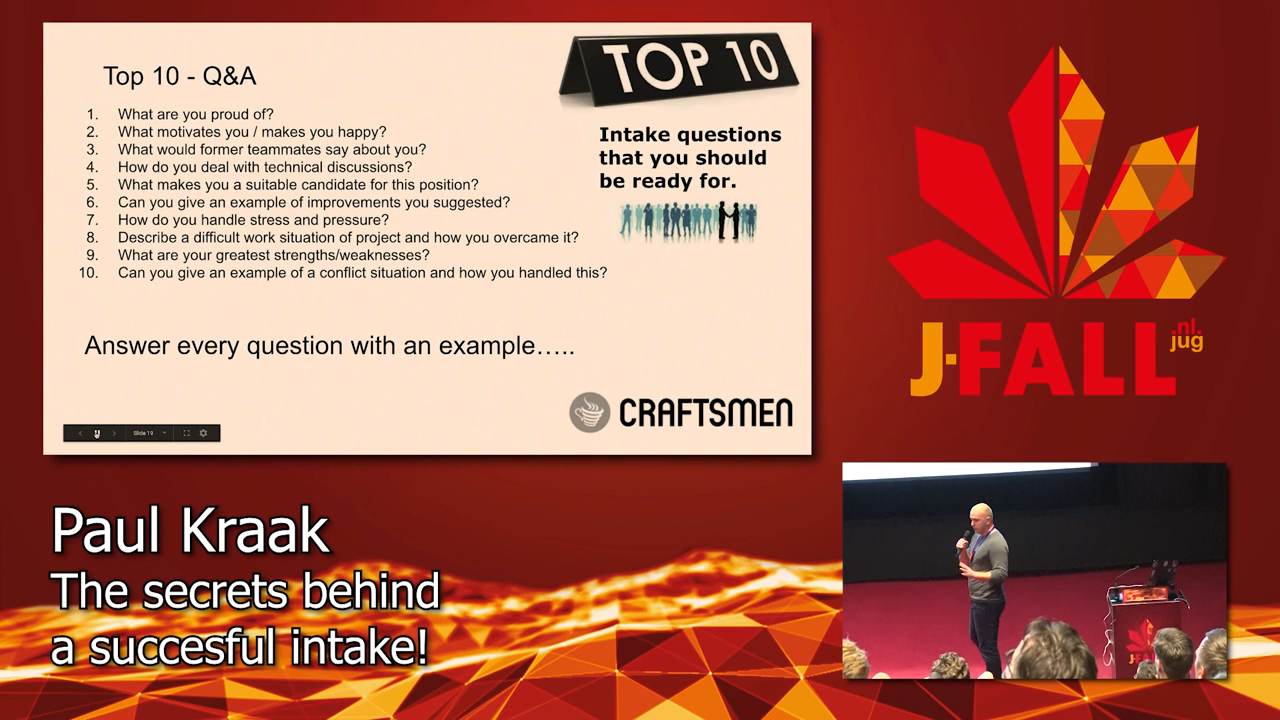 Top 10 - Q&A
1. What are you proud of?
2. What motivates you / makes you happy?
3. What would former teammates say about you?
4. How do you deal with technical discussions?
5. What makes you a suitable candidate for this position?
6. Can you give an example of improvements you suggested?
7. How do you handle stress and pressure?
8. Describe a difficult work situation of project and how you overcame it?
9. What are your greatest strengths/weaknesses?
10. Can you give an example of a conflict situation and how you handled this?
Answer every question with an example…..
TOP 10
Intake questions
that you should
be ready for.
CRAFTSMEN
Slide 19
J-FALL
.nl.
jug
Paul Kraak
The secrets behind
a succesful intake!